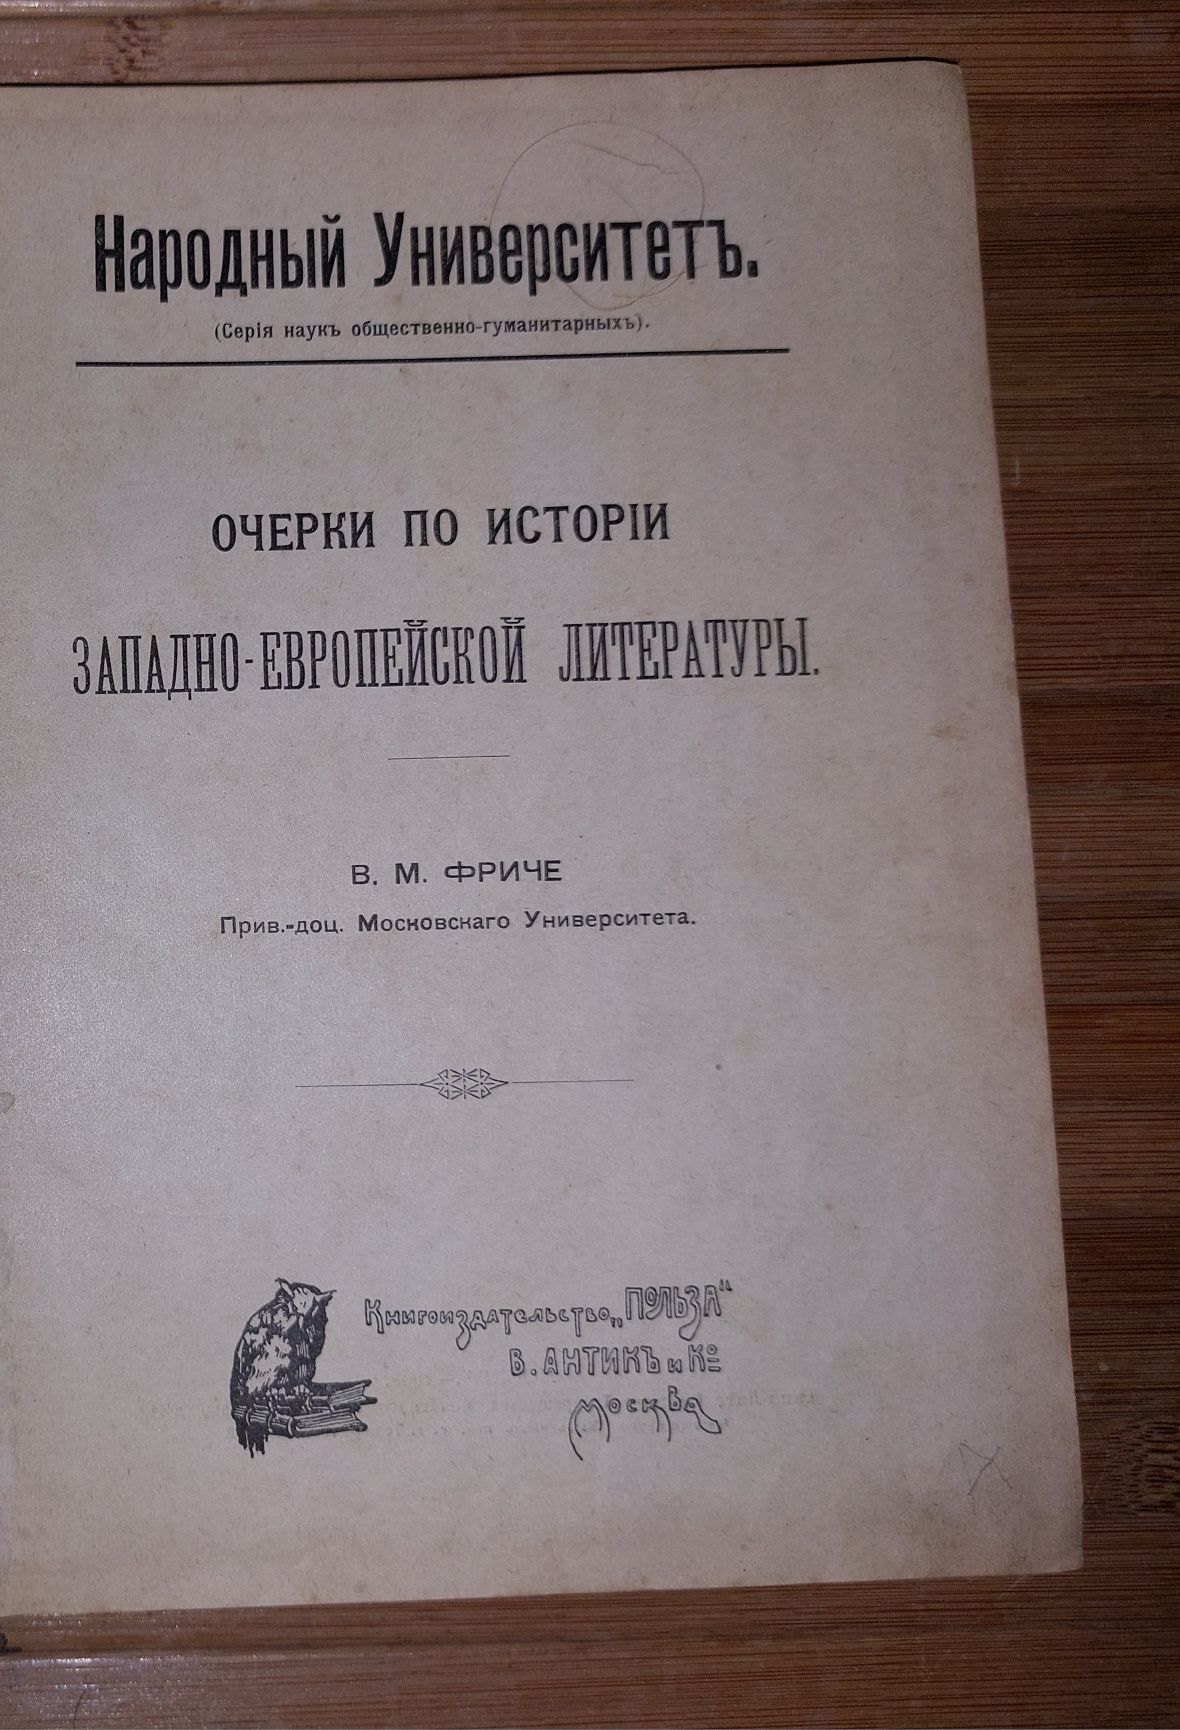 Народный Университетъ.
(Серія наукъ общественно-гуманитарныхъ).
ОЧЕРКИ ПО ИСТОРІИ
ЗАПАДНО-ЕВРОПЕЙСКОЙ ЛИТЕРАТУРЫ.
В. М. ФРИЧЕ
Прив.-доц. Московскаго Университета.
Книгоиздательство „ПОЛЬЗА“
В. АНТИКЪ и Кº
Москва